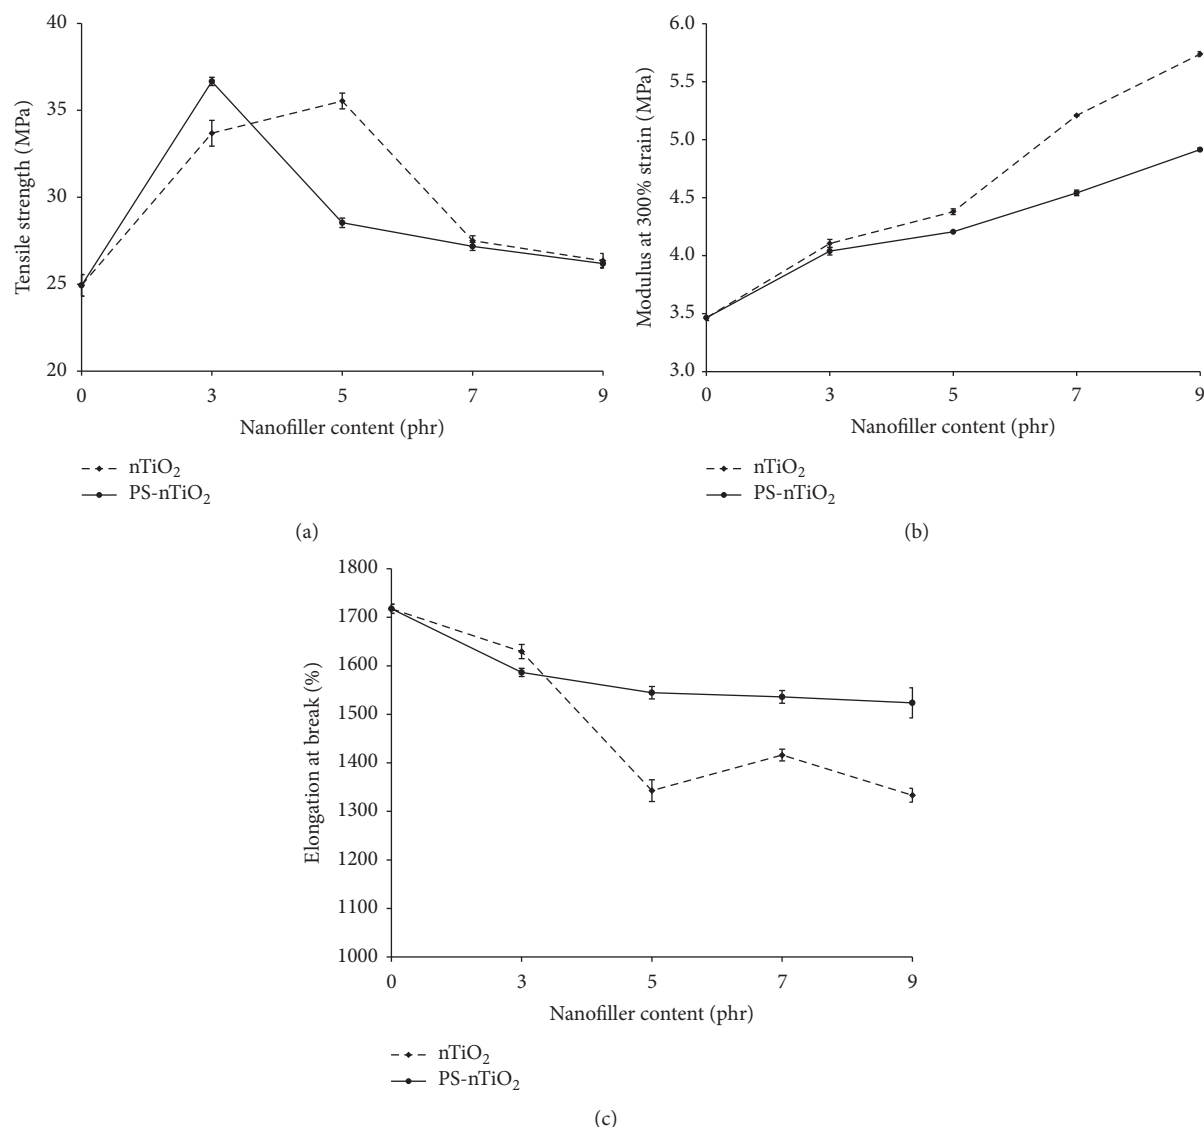 40
35
30
25
20
Tensile strength (MPa)
0 3 5 7 9
Nanofiller content (phr)
nTiO₂
PS-nTiO₂
(a)
6.0
5.5
5.0
4.5
4.0
3.5
3.0
Modulus at 300% strain (MPa)
0 3 5 7 9
Nanofiller content (phr)
nTiO₂
PS-nTiO₂
(b)
1800
1700
1600
1500
1400
1300
1200
1100
1000
Elongation at break (%)
0 3 5 7 9
Nanofiller content (phr)
nTiO₂
PS-nTiO₂
(c)